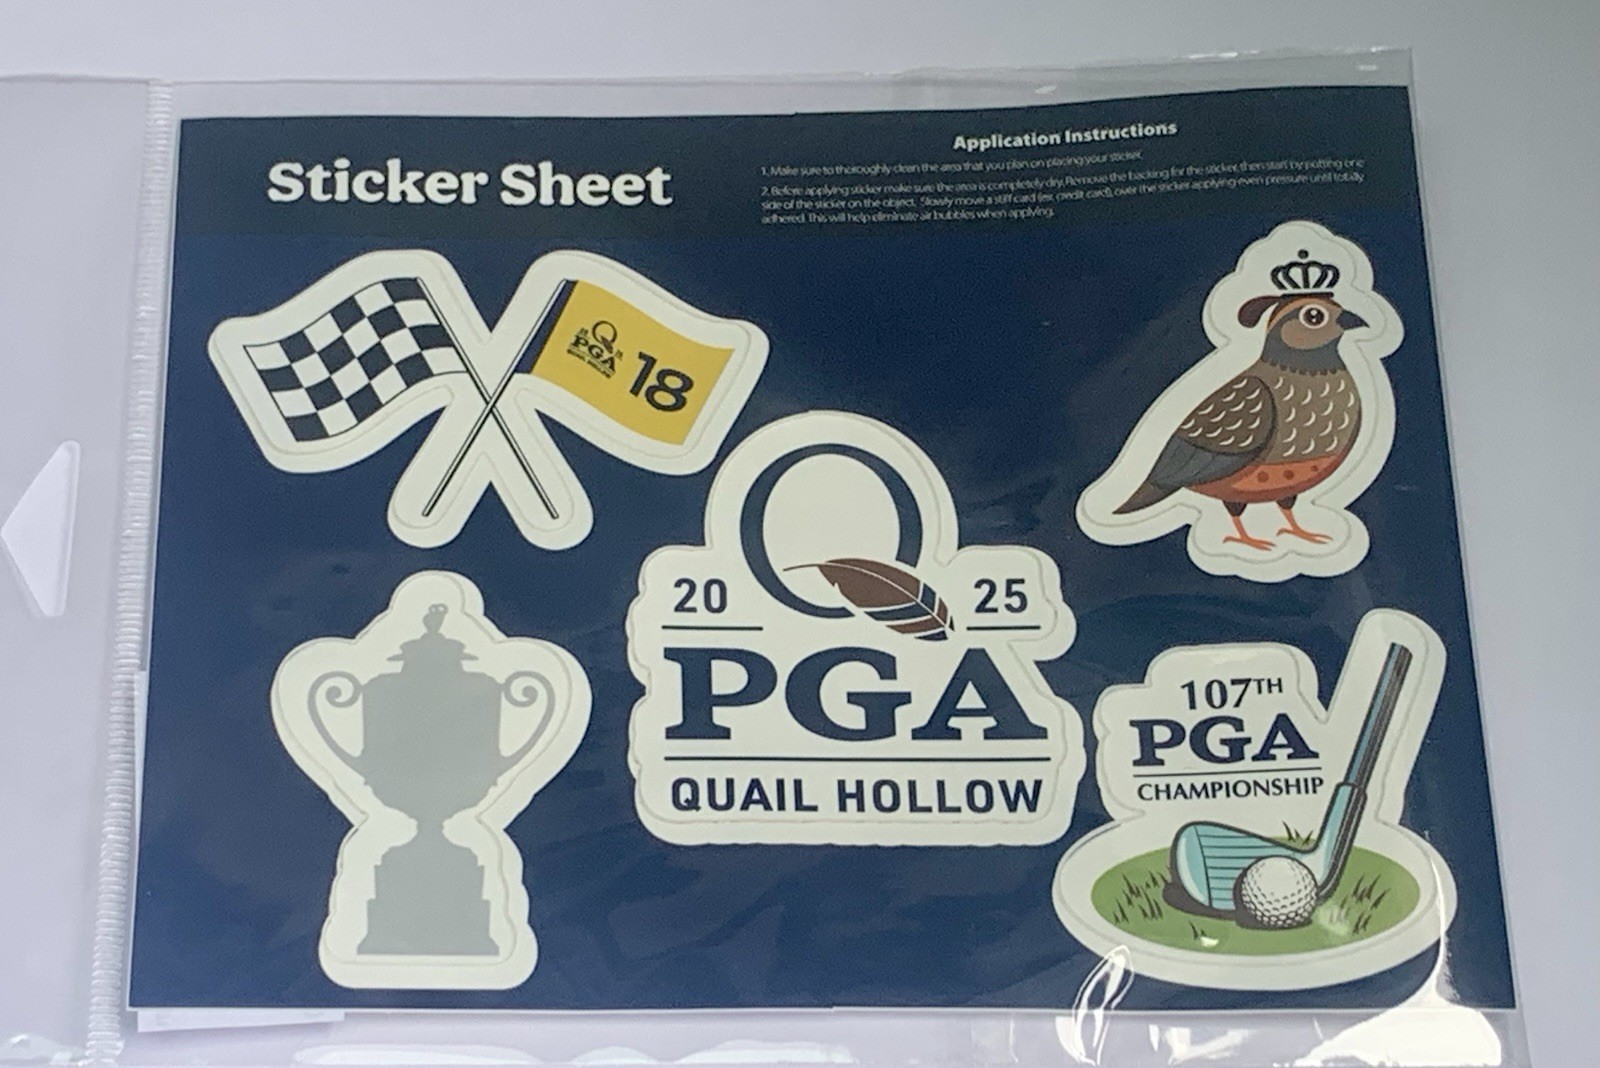 Sticker Sheet
Application Instructions
1. Make sure to thoroughly clean the area that you plan on placing your sticker.
2. Before applying sticker make sure the area is completely dry. Remove the backing for the sticker, then start by putting one
side of the sticker on the object. Slowly move a stiff card (ex. credit card), over the sticker applying even pressure until totally
adhered. This will help eliminate air bubbles when applying.
Q
PGA
QUAIL HOLLOW
18
Q
20 25
PGA
QUAIL HOLLOW
107TH
PGA
CHAMPIONSHIP